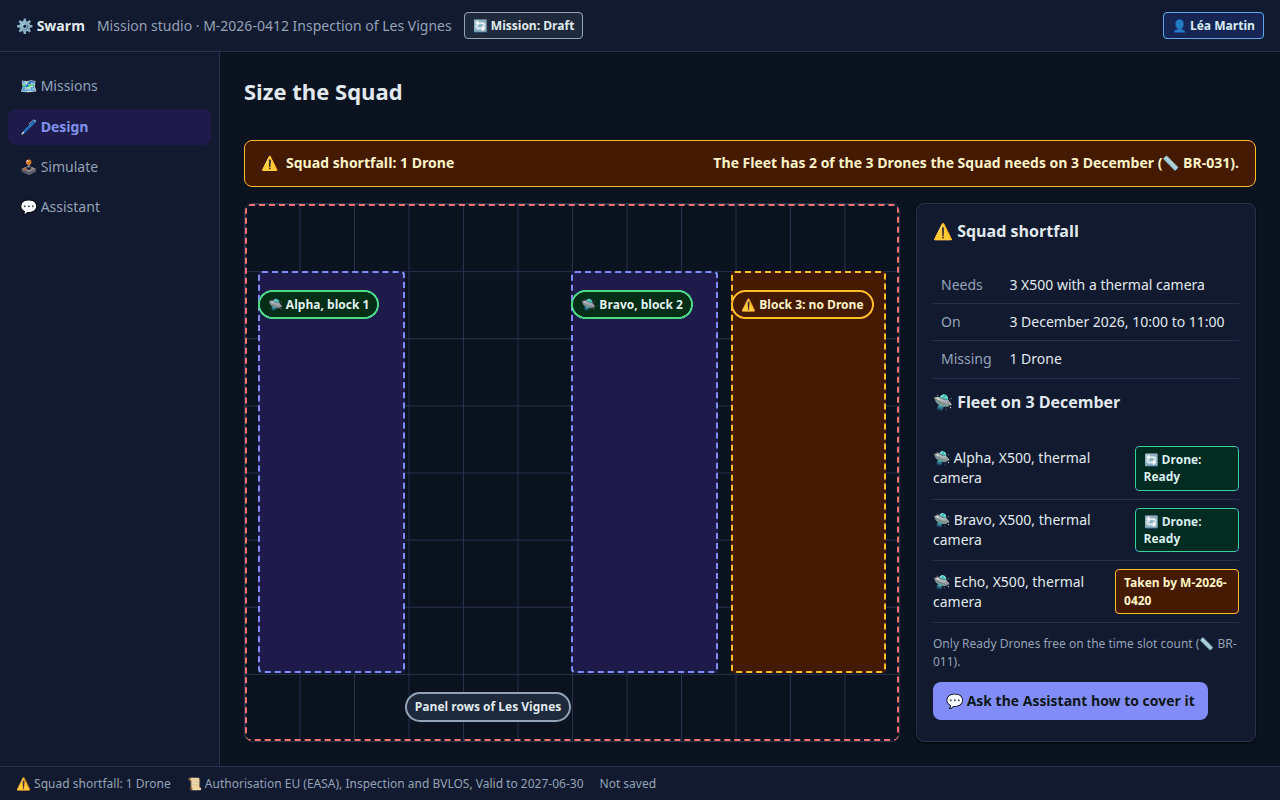 ⚙️ Swarm
Mission studio · M-2026-0412 Inspection of Les Vignes
🔄 Mission: Draft
👤 Léa Martin
🗺️ Missions
🖊️ Design
🕹️ Simulate
💬 Assistant
Size the Squad
⚠️ Squad shortfall: 1 Drone
The Fleet has 2 of the 3 Drones the Squad needs on 3 December (📏 BR-031).
🛸 Alpha, block 1
🛸 Bravo, block 2
⚠️ Block 3: no Drone
Panel rows of Les Vignes
⚠️ Squad shortfall
Needs 3 X500 with a thermal camera
On 3 December 2026, 10:00 to 11:00
Missing 1 Drone
🛸 Fleet on 3 December
🛸 Alpha, X500, thermal
camera
🔄 Drone:
Ready
🛸 Bravo, X500, thermal
camera
🔄 Drone:
Ready
🛸 Echo, X500, thermal
camera
Taken by M-2026-
0420
Only Ready Drones free on the time slot count (📏 BR-
011).
💬 Ask the Assistant how to cover it
⚠️ Squad shortfall: 1 Drone
📜 Authorisation EU (EASA), Inspection and BVLOS, Valid to 2027-06-30
Not saved